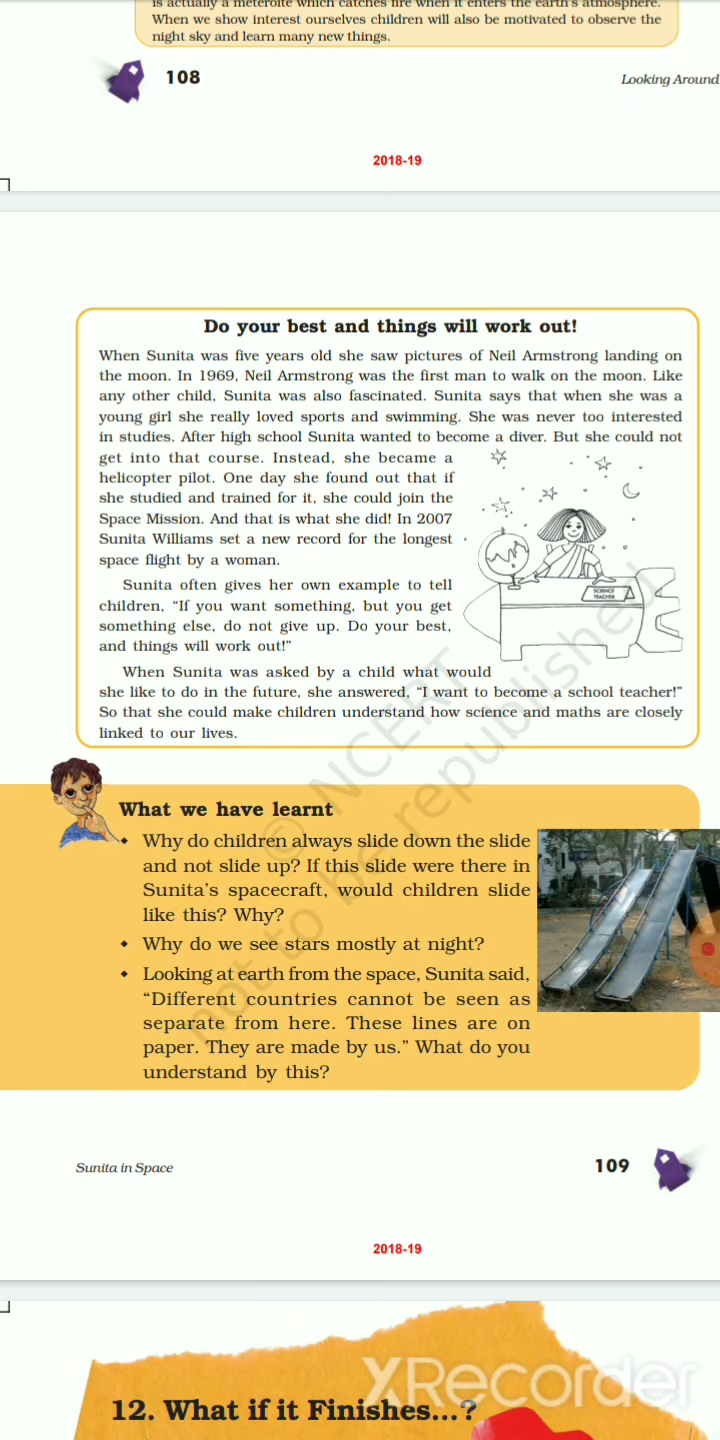 is actually a meteroite which catches fire when it enters the earth's atmosphere.
When we show interest ourselves children will also be motivated to observe the
night sky and learn many new things.
108
Looking Around
2018-19
Do your best and things will work out!
When Sunita was five years old she saw pictures of Neil Armstrong landing on
the moon. In 1969, Neil Armstrong was the first man to walk on the moon. Like
any other child, Sunita was also fascinated. Sunita says that when she was a
young girl she really loved sports and swimming. She was never too interested
in studies. After high school Sunita wanted to become a diver. But she could not
get into that course. Instead, she became a
helicopter pilot. One day she found out that if
she studied and trained for it, she could join the
Space Mission. And that is what she did! In 2007
Sunita Williams set a new record for the longest
space flight by a woman.
SCIENCE
TEACHER
Sunita often gives her own example to tell
children, “If you want something, but you get
something else, do not give up. Do your best,
and things will work out!”
When Sunita was asked by a child what would
she like to do in the future, she answered, “I want to become a school teacher!”
So that she could make children understand how science and maths are closely
linked to our lives.
© NCERT
not to be republished
What we have learnt
• Why do children always slide down the slide
and not slide up? If this slide were there in
Sunita’s spacecraft, would children slide
like this? Why?
• Why do we see stars mostly at night?
• Looking at earth from the space, Sunita said,
“Different countries cannot be seen as
separate from here. These lines are on
paper. They are made by us.” What do you
understand by this?
Sunita in Space
109
2018-19
XRecorder
12. What if it Finishes...?